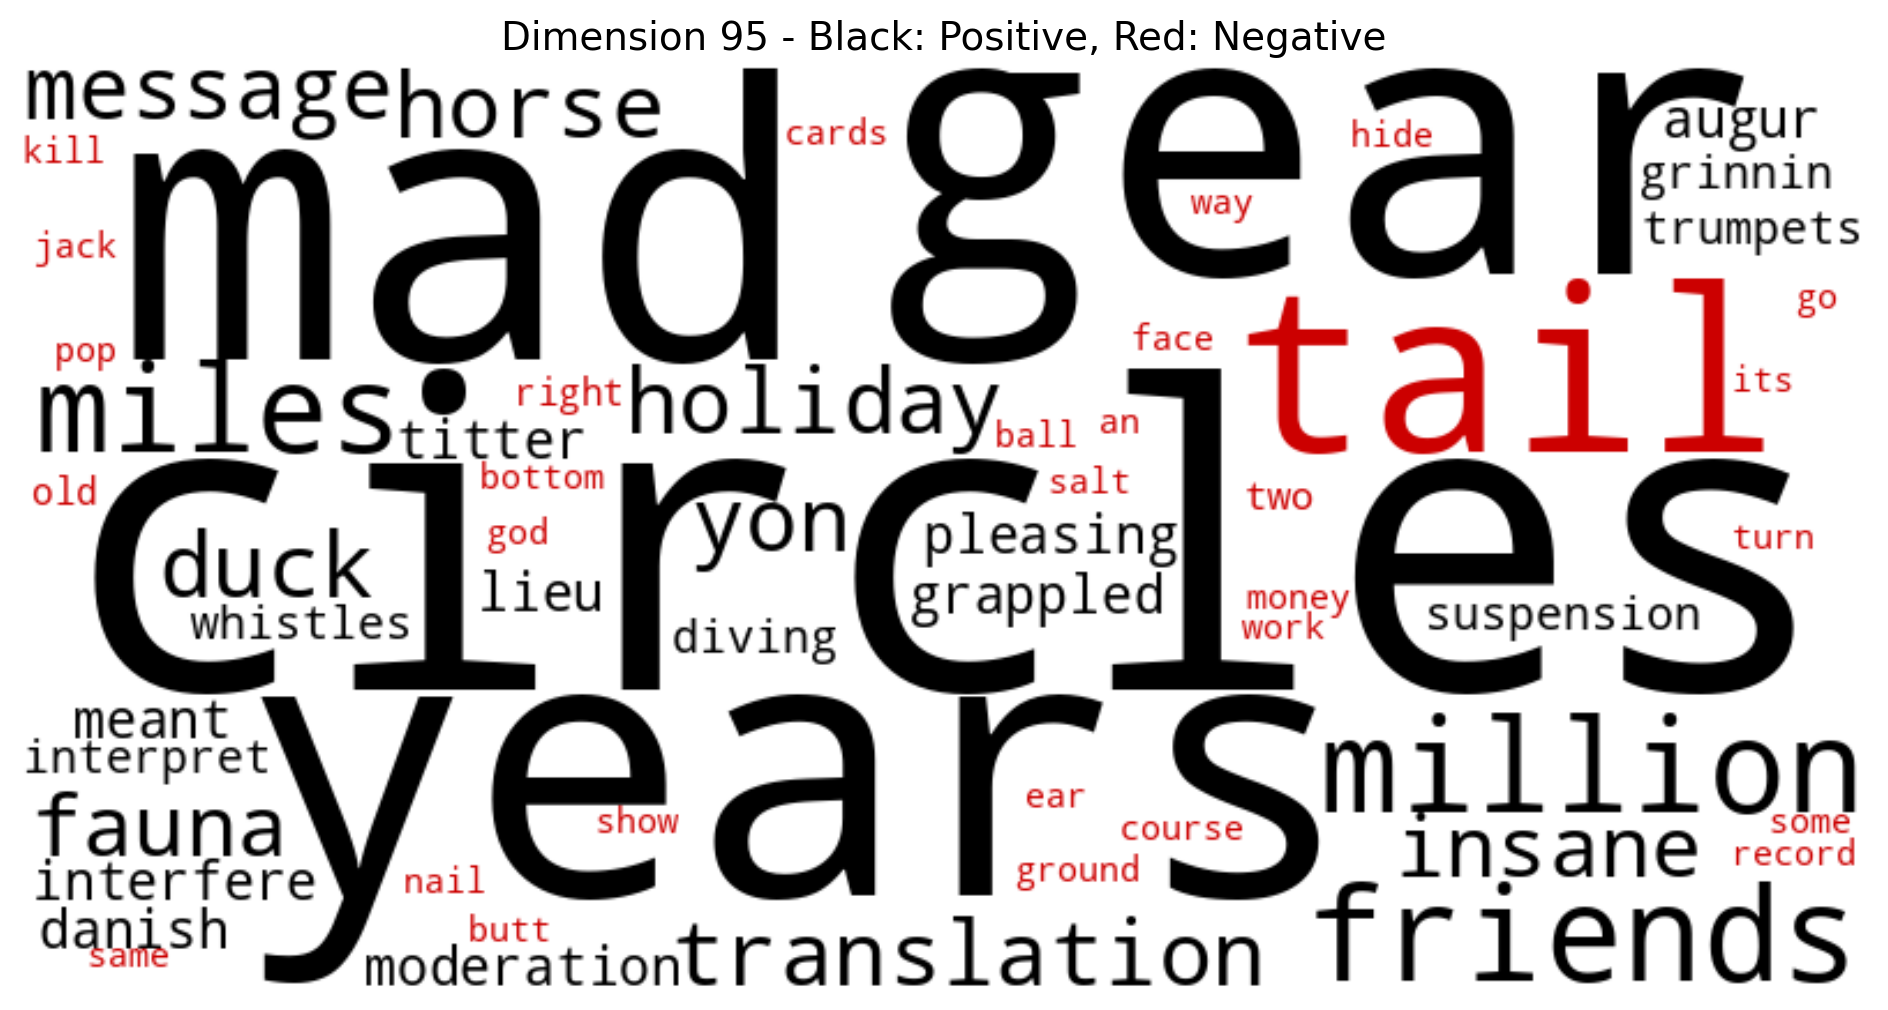 Dimension 95 - Black: Positive, Red: Negative
message
horse
mad
gear
augur
grinnin
trumpets
kill
cards
hide
way
jack
pop
face
tail
go
its
miles
titter
right
holiday
ball
an
old
circles
bottom
yon
salt
two
god
duck
whistles
lieu
diving
pleasing
grappled
money
work
turn
suspension
meant
interpret
years
million
fauna
show
ear
course
ground
some
record
insane
interfere
nail
danish
same
butt
moderation
translation
friends